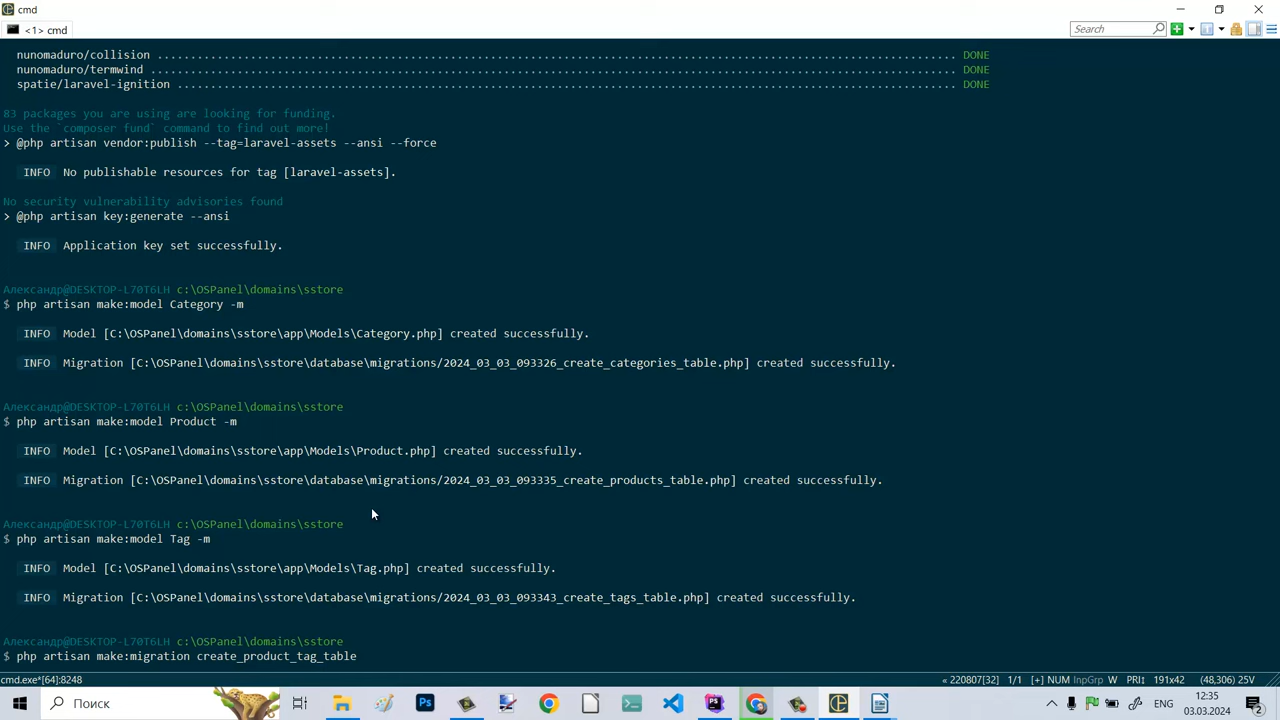 cmd
<1> cmd
Search
nunomaduro/collision ........................................................................................................................ DONE
nunomaduro/termwind ......................................................................................................................... DONE
spatie/laravel-ignition ..................................................................................................................... DONE
83 packages you are using are looking for funding.
Use the `composer fund` command to find out more!
> @php artisan vendor:publish --tag=laravel-assets --ansi --force
INFO  No publishable resources for tag [laravel-assets].
No security vulnerability advisories found
> @php artisan key:generate --ansi
INFO  Application key set successfully.
Александр@DESKTOP-L70T6LH c:\OSPanel\domains\sstore
$ php artisan make:model Category -m
INFO  Model [C:\OSPanel\domains\sstore\app\Models\Category.php] created successfully.
INFO  Migration [C:\OSPanel\domains\sstore\database\migrations/2024_03_03_093326_create_categories_table.php] created successfully.
Александр@DESKTOP-L70T6LH c:\OSPanel\domains\sstore
$ php artisan make:model Product -m
INFO  Model [C:\OSPanel\domains\sstore\app\Models\Product.php] created successfully.
INFO  Migration [C:\OSPanel\domains\sstore\database\migrations/2024_03_03_093335_create_products_table.php] created successfully.
Александр@DESKTOP-L70T6LH c:\OSPanel\domains\sstore
$ php artisan make:model Tag -m
INFO  Model [C:\OSPanel\domains\sstore\app\Models\Tag.php] created successfully.
INFO  Migration [C:\OSPanel\domains\sstore\database\migrations/2024_03_03_093343_create_tags_table.php] created successfully.
Александр@DESKTOP-L70T6LH c:\OSPanel\domains\sstore
$ php artisan make:migration create_product_tag_table
cmd.exe*[64]:8248
« 220807[32] 1/1 [+] NUM InpGrp W PRI↕ 191x42 (48,306) 25V
Поиск
Ps
PS
ENG
12:35
03.03.2024
2